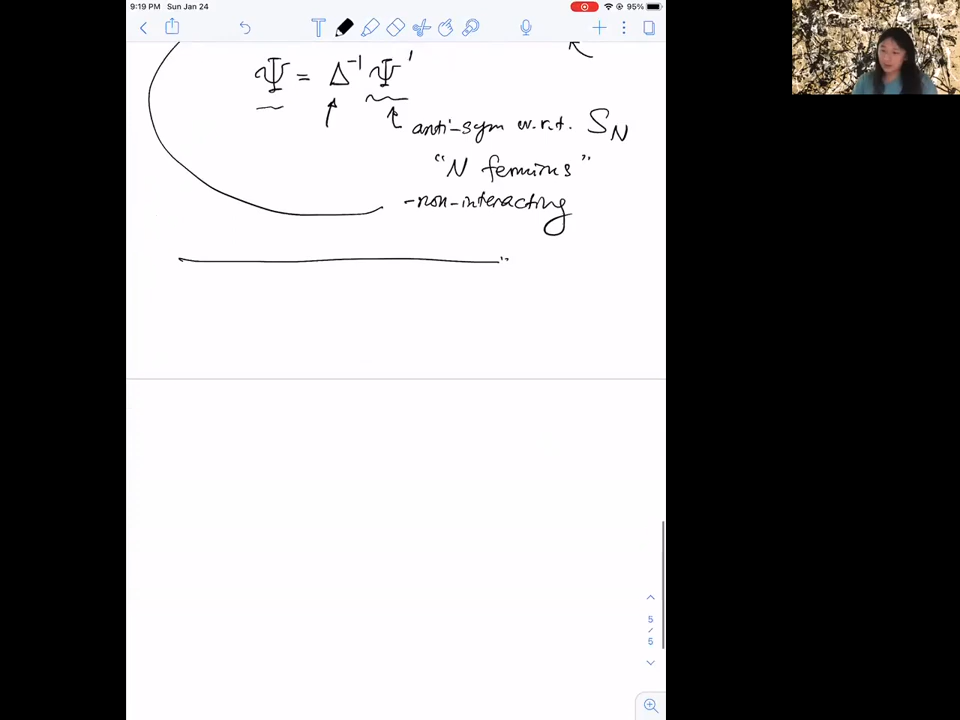 9:19 PM Sun Jan 24
95%
T
Ψ = Δ⁻¹ Ψ'
anti-sym w.r.t. S_N
"N fermions"
-non-interacting
5
/
5